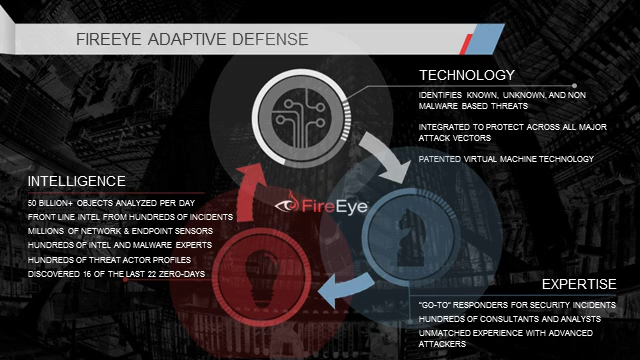 FIREEYE ADAPTIVE DEFENSE
TECHNOLOGY
IDENTIFIES KNOWN, UNKNOWN, AND NON
MALWARE BASED THREATS
INTEGRATED TO PROTECT ACROSS ALL MAJOR
ATTACK VECTORS
PATENTED VIRTUAL MACHINE TECHNOLOGY
INTELLIGENCE
50 BILLION+ OBJECTS ANALYZED PER DAY
FRONT LINE INTEL FROM HUNDREDS OF INCIDENTS
MILLIONS OF NETWORK & ENDPOINT SENSORS
HUNDREDS OF INTEL AND MALWARE EXPERTS
HUNDREDS OF THREAT ACTOR PROFILES
DISCOVERED 16 OF THE LAST 22 ZERO-DAYS
FireEye
EXPERTISE
"GO-TO" RESPONDERS FOR SECURITY INCIDENTS
HUNDREDS OF CONSULTANTS AND ANALYSTS
UNMATCHED EXPERIENCE WITH ADVANCED
ATTACKERS